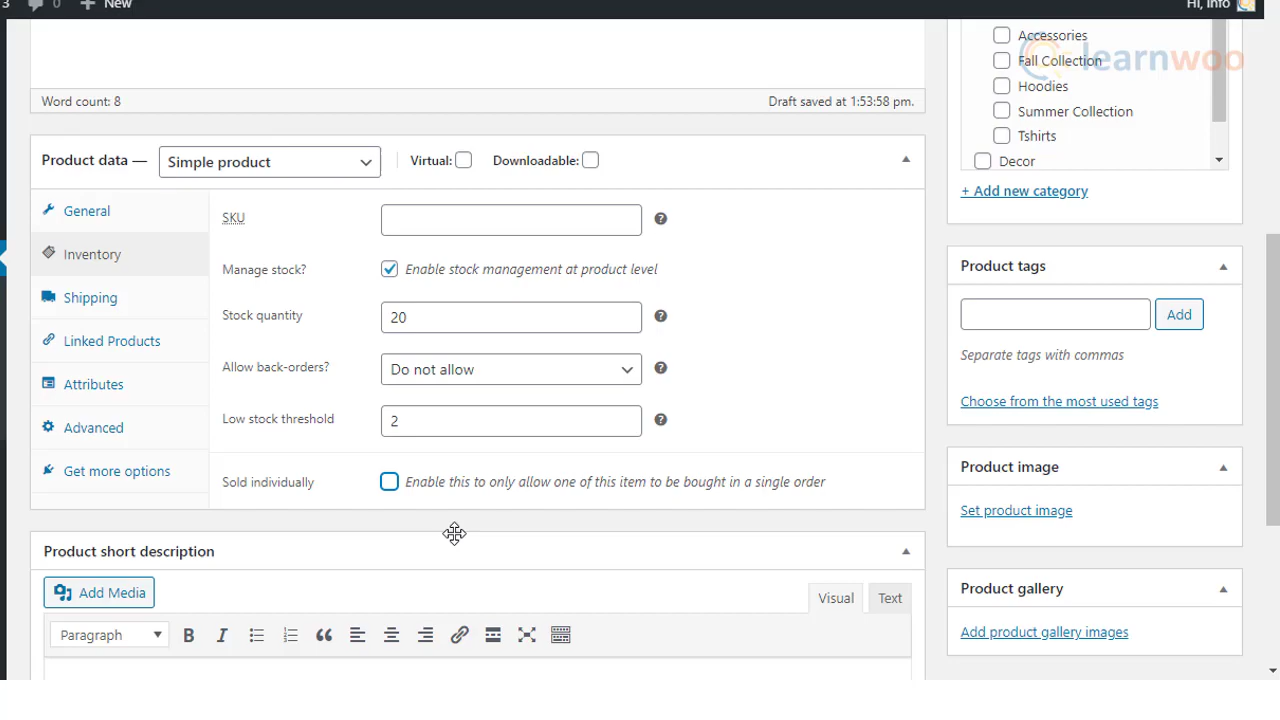 3 0 New Hi, Info
learnwoo
Word count: 8 Draft saved at 1:53:58 pm.
Product data — Simple product Virtual: Downloadable:
General
Inventory
Shipping
Linked Products
Attributes
Advanced
Get more options
SKU
Manage stock? Enable stock management at product level
Stock quantity 20
Allow back-orders? Do not allow
Low stock threshold 2
Sold individually Enable this to only allow one of this item to be bought in a single order
Product short description
Add Media
Visual Text
Paragraph B I
Accessories
Fall Collection
Hoodies
Summer Collection
Tshirts
Decor
+ Add new category
Product tags
Add
Separate tags with commas
Choose from the most used tags
Product image
Set product image
Product gallery
Add product gallery images